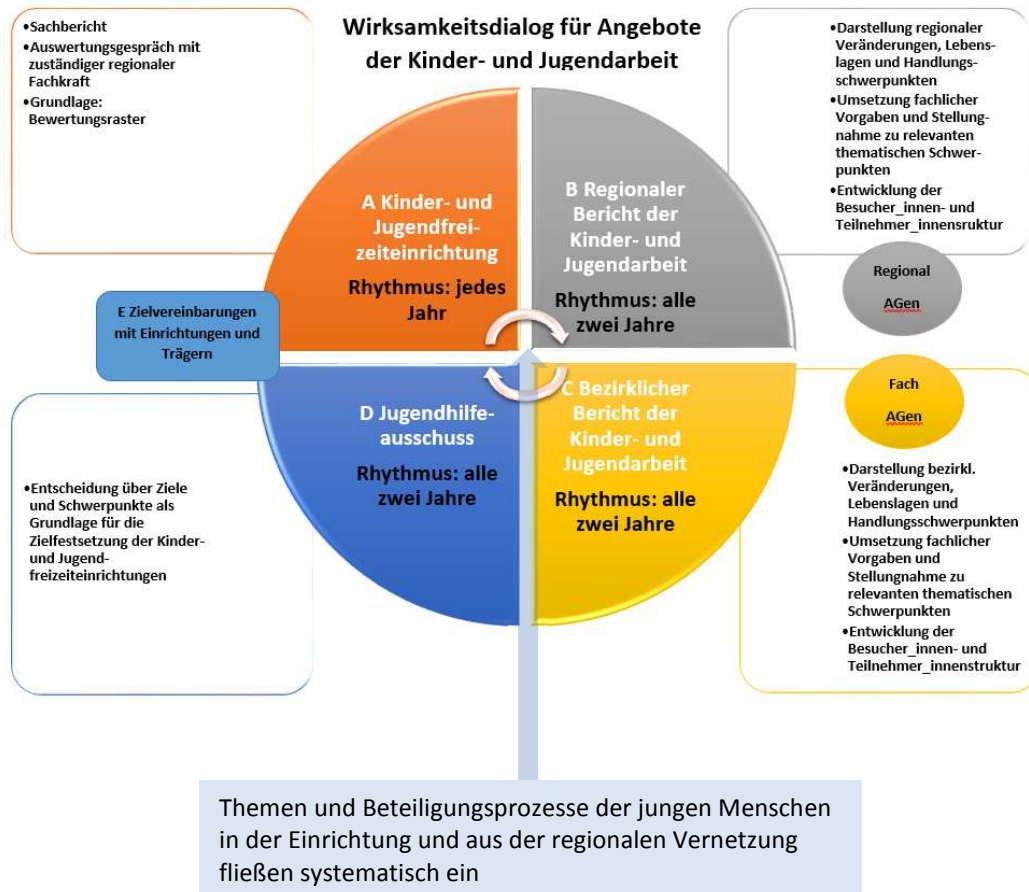 Wirksamkeitsdialog für Angebote
der Kinder- und Jugendarbeit
•Sachbericht
•Auswertungsgespräch mit
zuständiger regionaler
Fachkraft
•Grundlage:
Bewertungsraster
•Darstellung regionaler
Veränderungen, Lebens-
lagen und Handlungs-
schwerpunkten
•Umsetzung fachlicher
Vorgaben und Stellung-
nahme zu relevanten
thematischen Schwer-
punkten
•Entwicklung der
Besucher_innen- und
Teilnehmer_innensruktur
A Kinder- und
Jugendfrei-
zeiteinrichtung
Rhythmus: jedes
Jahr
B Regionaler
Bericht der
Kinder- und
Jugendarbeit
Rhythmus: alle
zwei Jahre
Regional
AGen
E Zielvereinbarungen
mit Einrichtungen und
Trägern
D Jugendhilfe-
ausschuss
Rhythmus: alle
zwei Jahre
C Bezirklicher
Bericht der
Kinder- und
Jugendarbeit
Rhythmus: alle
zwei Jahre
Fach
AGen
•Entscheidung über Ziele
und Schwerpunkte als
Grundlage für die
Zielfestsetzung der Kinder-
und Jugend-
freizeiteinrichtungen
•Darstellung bezirkl.
Veränderungen,
Lebenslagen und
Handlungsschwerpunkten
•Umsetzung fachlicher
Vorgaben und
Stellungnahme zu
relevanten thematischen
Schwerpunkten
•Entwicklung der
Besucher_innen- und
Teilnehmer_innenstruktur
Themen und Beteiligungsprozesse der jungen Menschen
in der Einrichtung und aus der regionalen Vernetzung
fließen systematisch ein